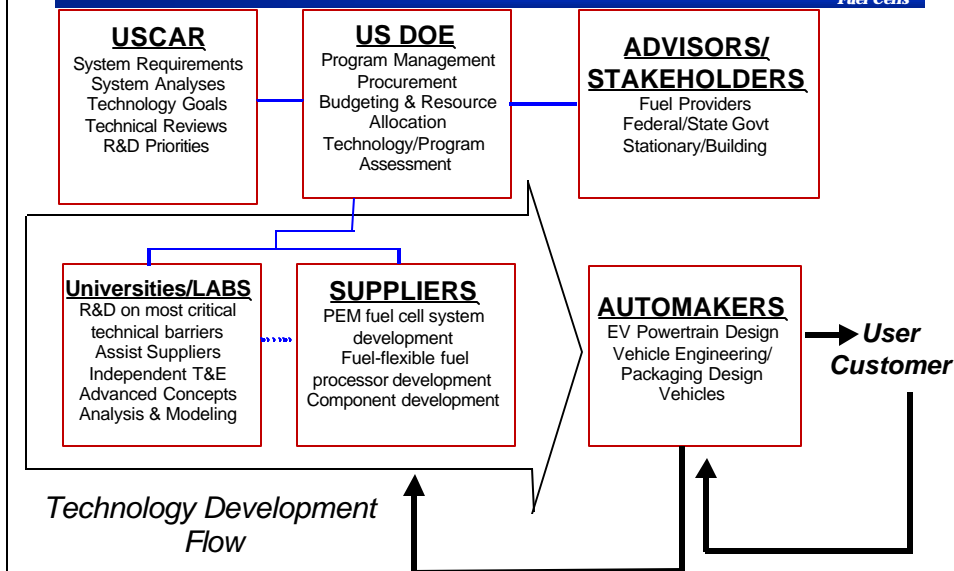 Fuel Cells
USCAR
System Requirements
System Analyses
Technology Goals
Technical Reviews
R&D Priorities
US DOE
Program Management
Procurement
Budgeting & Resource
Allocation
Technology/Program
Assessment
ADVISORS/
STAKEHOLDERS
Fuel Providers
Federal/State Govt
Stationary/Building
Universities/LABS
R&D on most critical
technical barriers
Assist Suppliers
Independent T&E
Advanced Concepts
Analysis & Modeling
SUPPLIERS
PEM fuel cell system
development
Fuel-flexible fuel
processor development
Component development
AUTOMAKERS
EV Powertrain Design
Vehicle Engineering/
Packaging Design
Vehicles
User
Customer
Technology Development
Flow